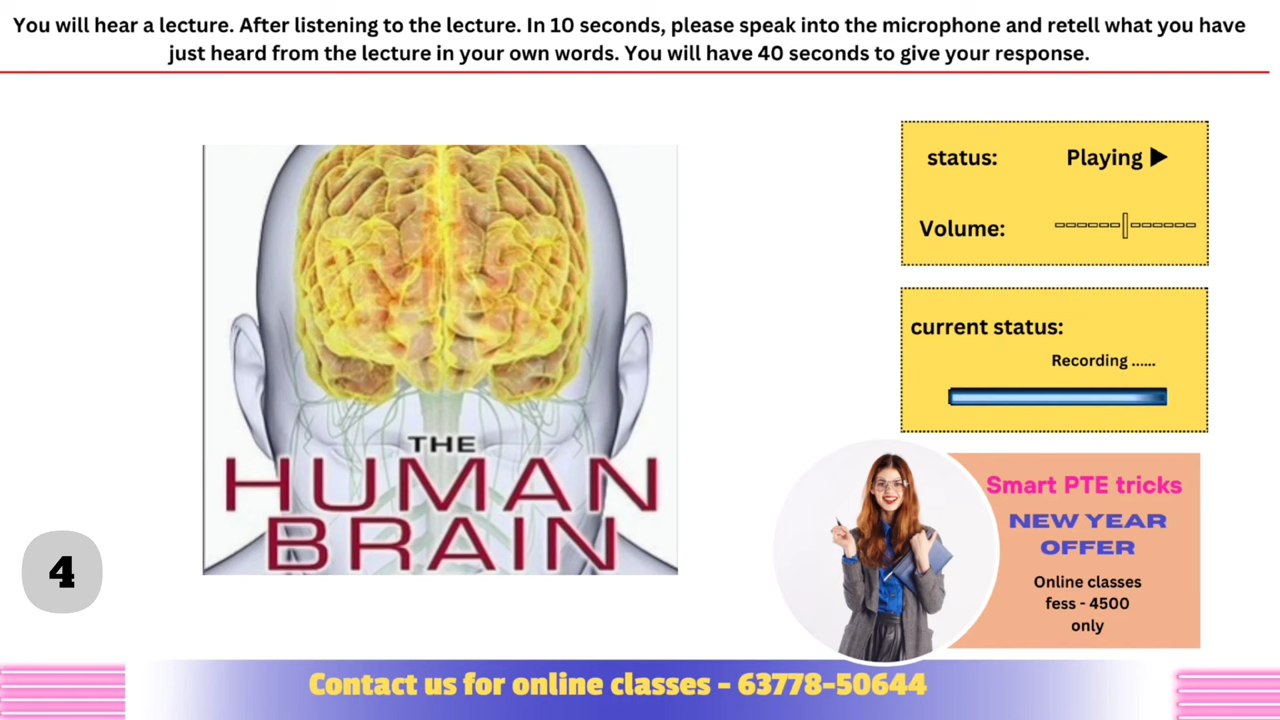 You will hear a lecture. After listening to the lecture. In 10 seconds, please speak into the microphone and retell what you have
just heard from the lecture in your own words. You will have 40 seconds to give your response.
status: Playing
Volume:
current status:
Recording ......
THE
HUMAN
BRAIN
4
Smart PTE tricks
NEW YEAR
OFFER
Online classes
fess - 4500
only
Contact us for online classes - 63778-50644